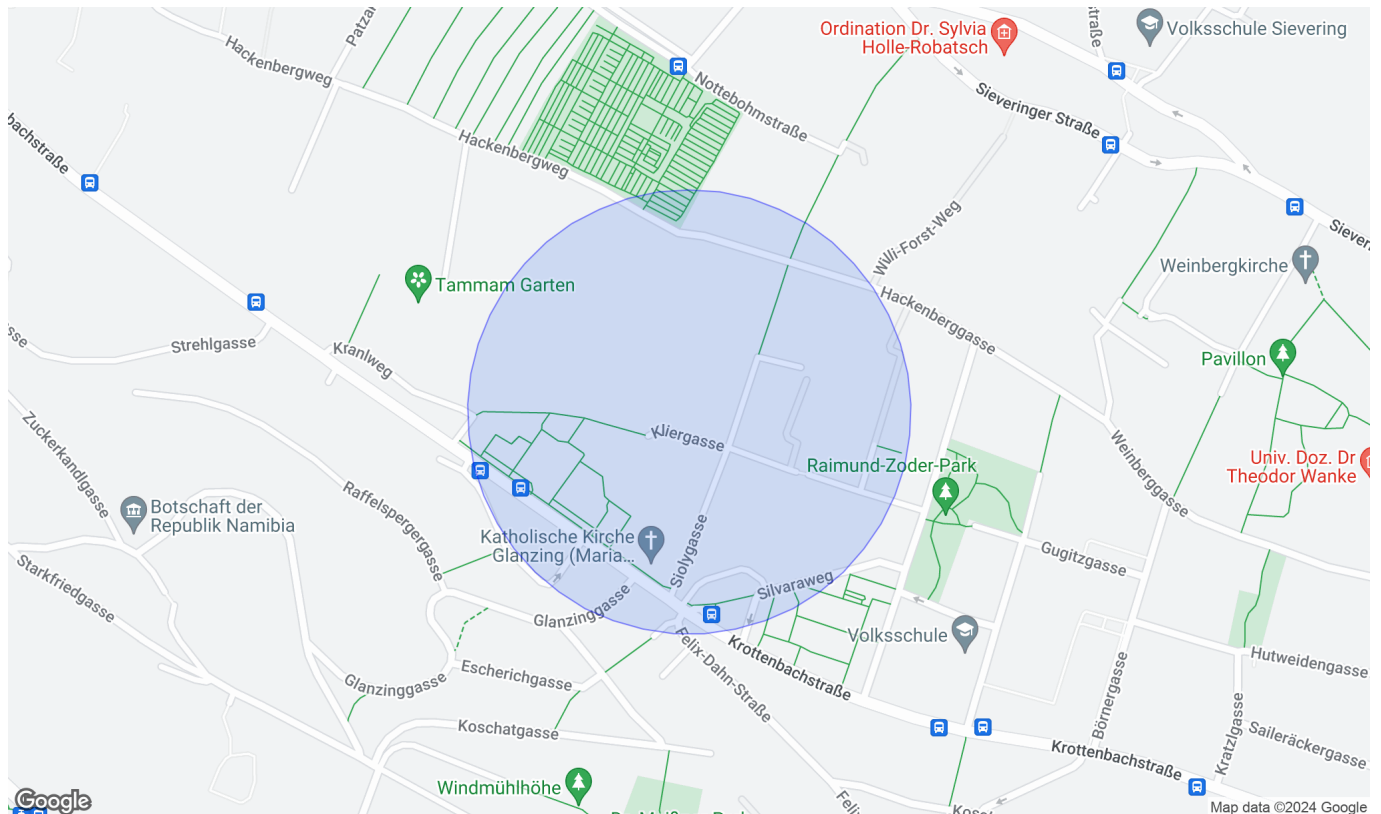 Ordination Dr. Sylvia
Holle-Robatsch
Volksschule Sievering
Hackenbergweg
Nottebohmstraße
Sieveringer Straße
Hackenbergweg
Willi-Forst-Weg
Weinbergkirche
Tammam Garten
Hackenberggasse
Strehlgasse
Kranlweg
Pavillon
Zuckerkandlgasse
Kliergasse
Weinberggasse
Raimund-Zoder-Park
Univ. Doz. Dr
Theodor Wanke
Raffelspergergasse
Botschaft der
Republik Namibia
Katholische Kirche
Glanzing (Maria...
Siolygasse
Gugitzgasse
Starkfriedgasse
Silvaraweg
Glanzinggasse
Volksschule
Felix-Dahn-Straße
Krottenbachstraße
Hutweidengasse
Escherichgasse
Glanzinggasse
Börnergasse
Koschatgasse
Kratzlgasse
Saileräckergasse
Krottenbachstraße
Windmühlhöhe
Google
Map data ©2024 Google